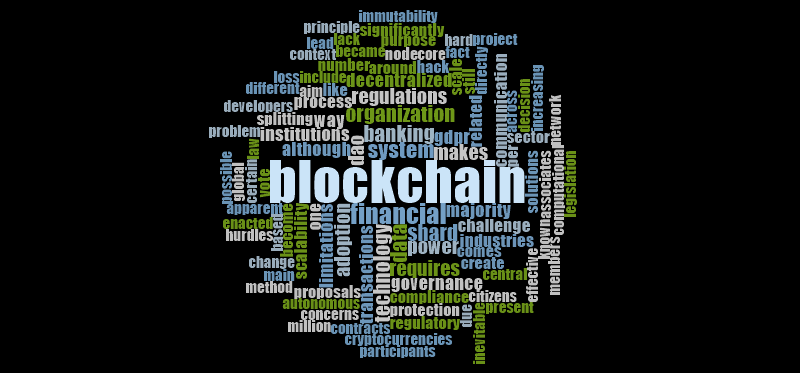 immutability
principle significantly
lead lack purpose hard project
context became nodecore fact
number around hack scale still directly
loss include decentralized communication
different aim like regulations
developers process organization related across decision increasing
splitting way
problem institutions banking gdpr sector network
although dao system makes per
law
possible global certain vote blockchain solutions known associates computational legislation
apparent one financial majority
enacted based become shard challenge
hurdles scalability limitations adoption transactions technology data power industries
comes
change requires create
main central effective members
method proposals governance
autonomous compliance citizens
concerns protection due present
million contracts regulatory inevitable
cryptocurrencies
participants